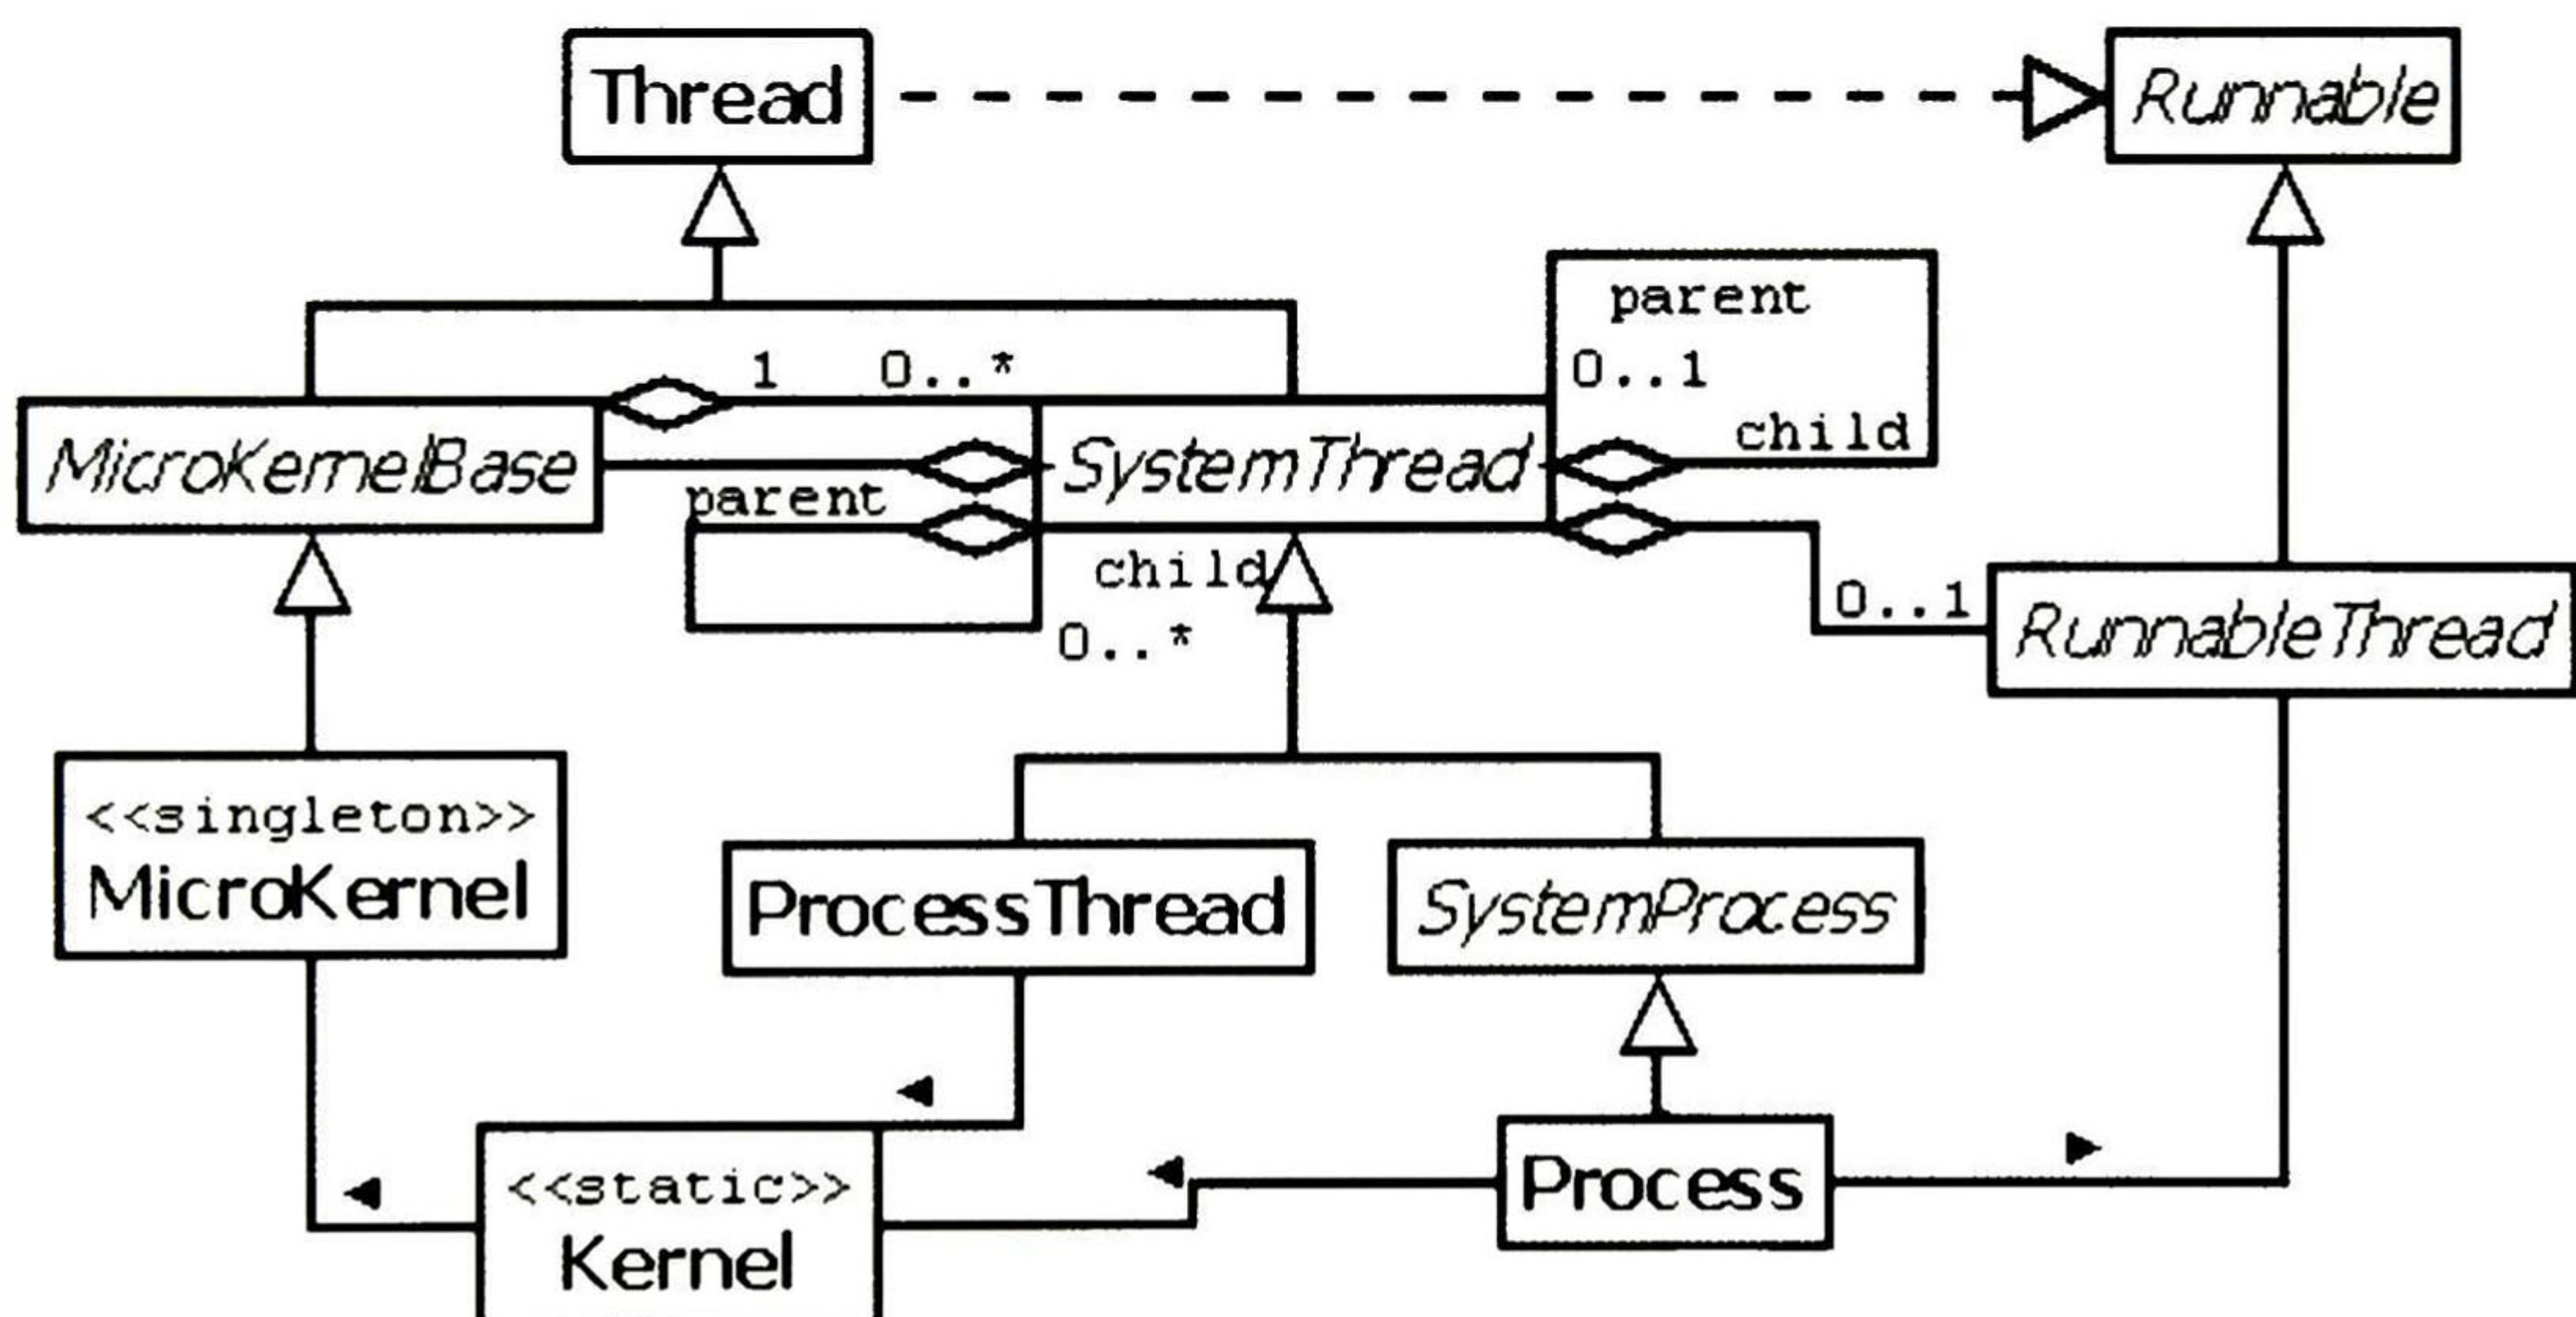 Thread
Runnable
parent
1 0..*
0..1
child
MicroKernelBase
SystemThread
parent
child
0..*
0..1
RunnableThread
<<singleton>>
MicroKernel
ProcessThread
SystemProcess
<<static>>
Kernel
Process